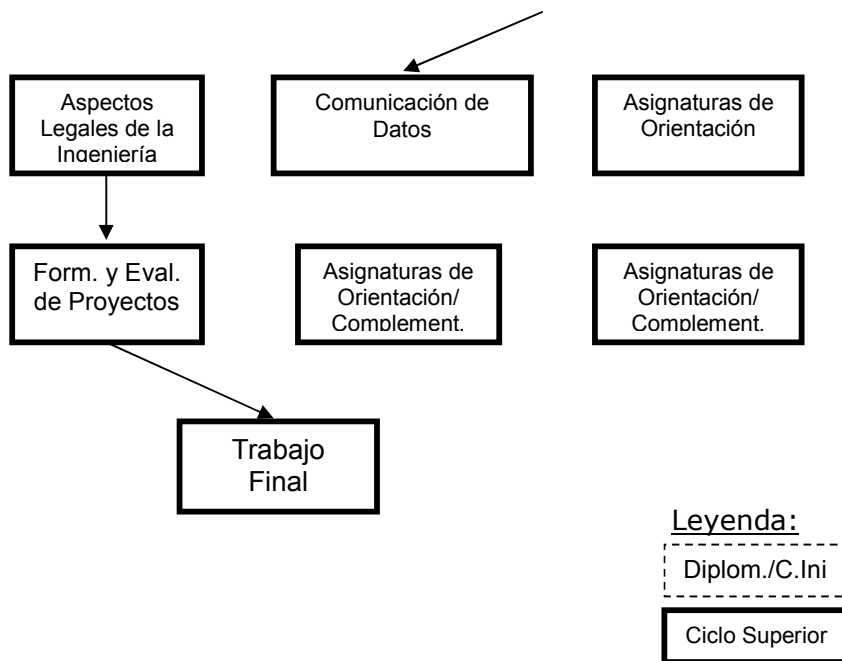 Aspectos
Legales de la
Ingeniería
Comunicación de
Datos
Asignaturas de
Orientación
Form. y Eval.
de Proyectos
Asignaturas de
Orientación/
Complement.
Asignaturas de
Orientación/
Complement.
Trabajo
Final
Leyenda:
Diplom./C.Ini
Ciclo Superior